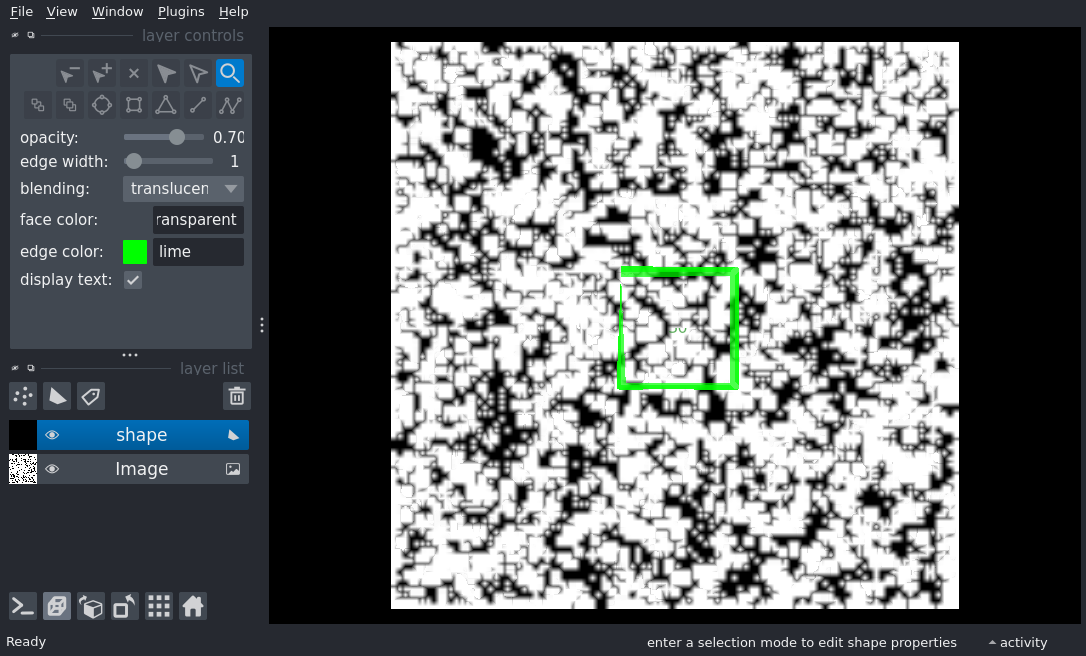 File View Window Plugins Help
layer controls
opacity: 0.70
edge width: 1
blending: translucen
face color: ransparent
edge color: lime
display text:
layer list
shape
Image
Ready
enter a selection mode to edit shape properties
activity